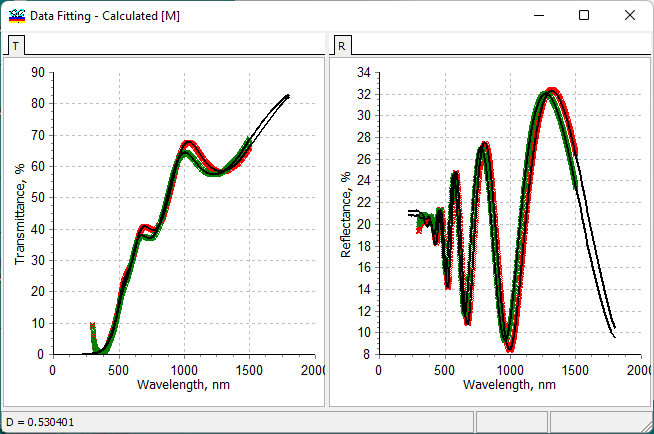 Data Fitting - Calculated [M]
T
90
80
70
60
50
40
30
20
10
0
Transmittance, %
0 500 1000 1500 2000
Wavelength, nm
R
34
32
30
28
26
24
22
20
18
16
14
12
10
8
Reflectance, %
0 500 1000 1500 2000
Wavelength, nm
D = 0.530401